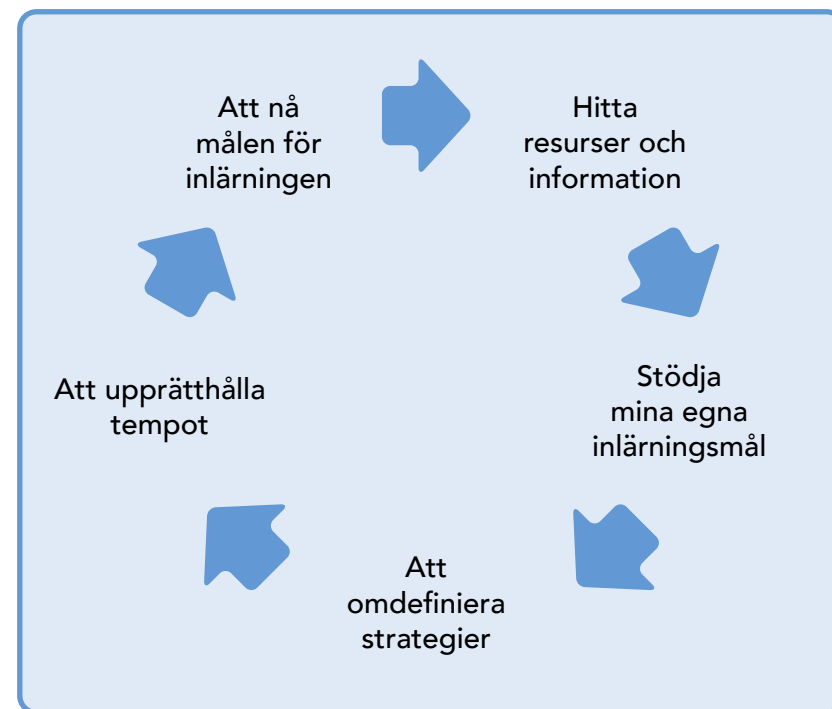 Att nå
målen för
inlärningen
Hitta
resurser och
information
Stödja
mina egna
inlärningsmål
Att
omdefiniera
strategier
Att upprätthålla
tempot